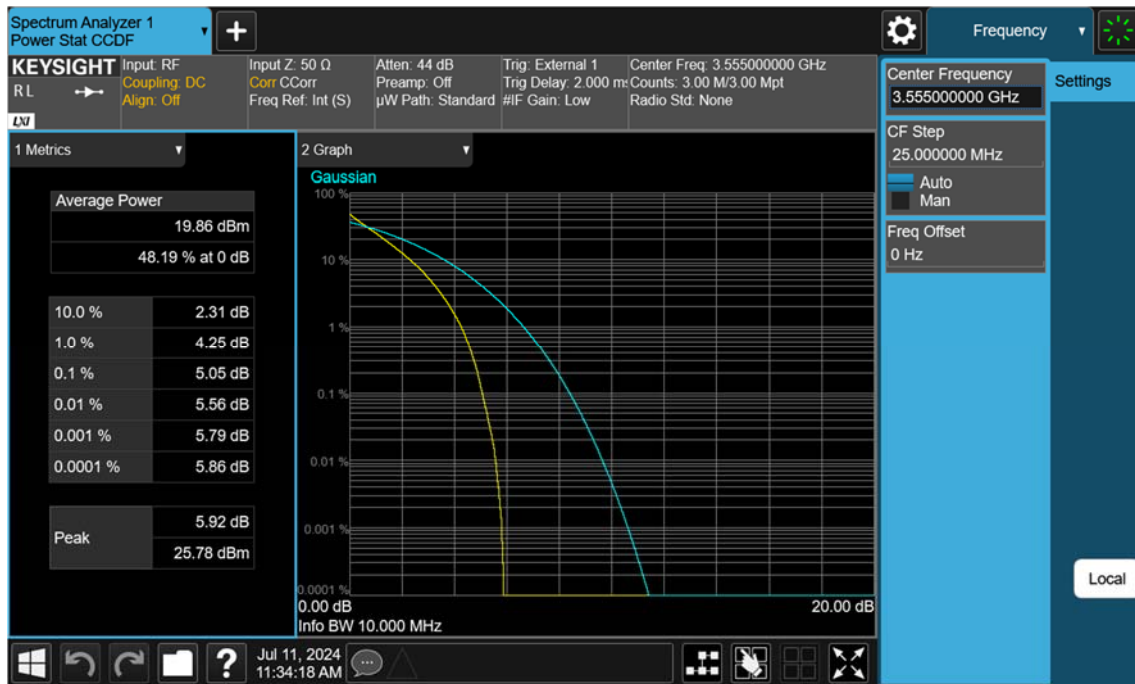 Spectrum Analyzer 1
Power Stat CCDF
+
Frequency
KEYSIGHT
R L
LXI
Input: RF
Coupling: DC
Align: Off
Input Z: 50 Ω
Corr CCorr
Freq Ref: Int (S)
Atten: 44 dB
Preamp: Off
µW Path: Standard
#IF Gain: Low
Trig: External 1
Trig Delay: 2.000 ms
Center Freq: 3.555000000 GHz
Counts: 3.00 M/3.00 Mpt
Radio Std: None
Center Frequency
3.555000000 GHz
CF Step
25.000000 MHz
Auto
Man
Freq Offset
0 Hz
Settings
Local
1 Metrics
Average Power
19.86 dBm
48.19 % at 0 dB
10.0 % 2.31 dB
1.0 % 4.25 dB
0.1 % 5.05 dB
0.01 % 5.56 dB
0.001 % 5.79 dB
0.0001 % 5.86 dB
Peak
5.92 dB
25.78 dBm
2 Graph
Gaussian
100 %
10 %
1 %
0.1 %
0.01 %
0.001 %
0.0001 %
0.00 dB 20.00 dB
Info BW 10.000 MHz
?
Jul 11, 2024
11:34:18 AM